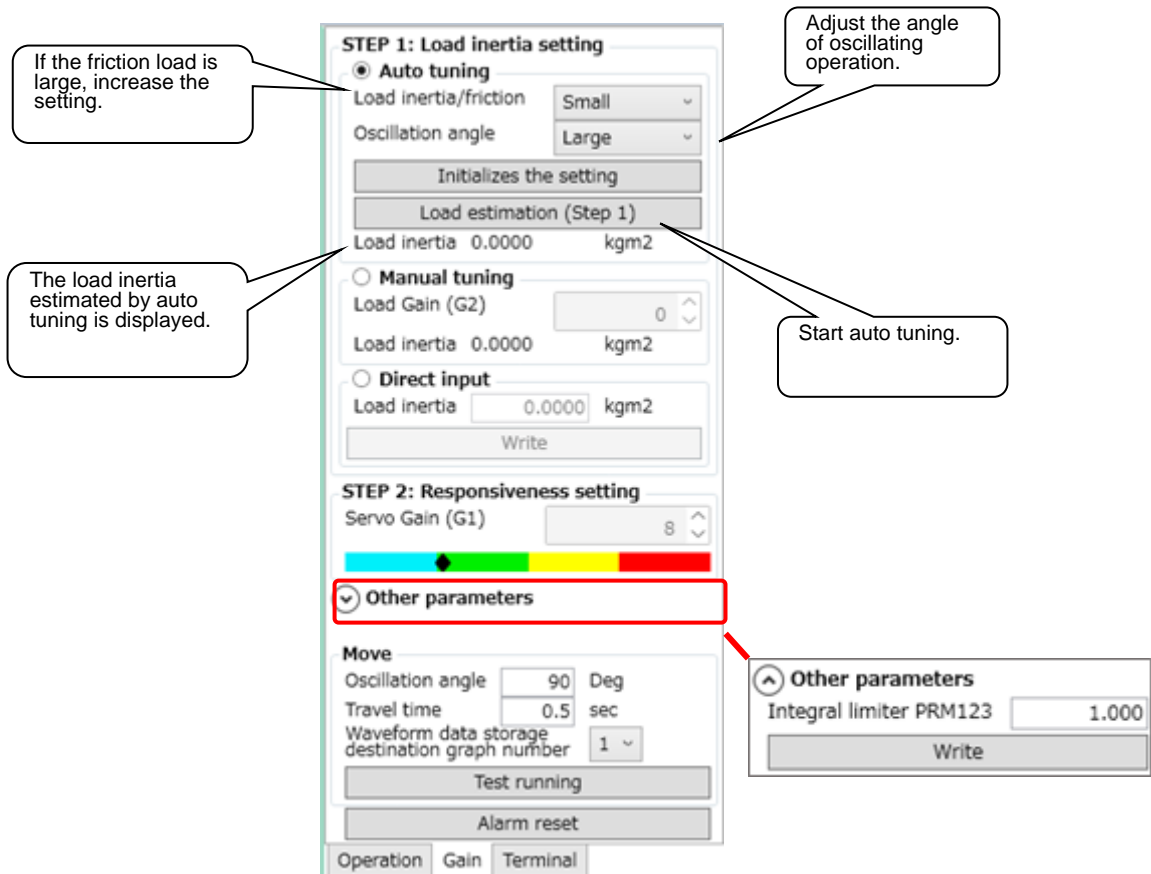 If the friction load is
large, increase the
setting.
Adjust the angle
of oscillating
operation.
STEP 1: Load inertia setting
Auto tuning
Load inertia/friction Small
Oscillation angle Large
Initializes the setting
Load estimation (Step 1)
Load inertia 0.0000 kgm2
The load inertia
estimated by auto
tuning is displayed.
Start auto tuning.
Manual tuning
Load Gain (G2) 0
Load inertia 0.0000 kgm2
Direct input
Load inertia 0.0000 kgm2
Write
STEP 2: Responsiveness setting
Servo Gain (G1) 8
Other parameters
Move
Oscillation angle 90 Deg
Travel time 0.5 sec
Waveform data storage
destination graph number 1
Test running
Alarm reset
Operation Gain Terminal
Other parameters
Integral limiter PRM123 1.000
Write